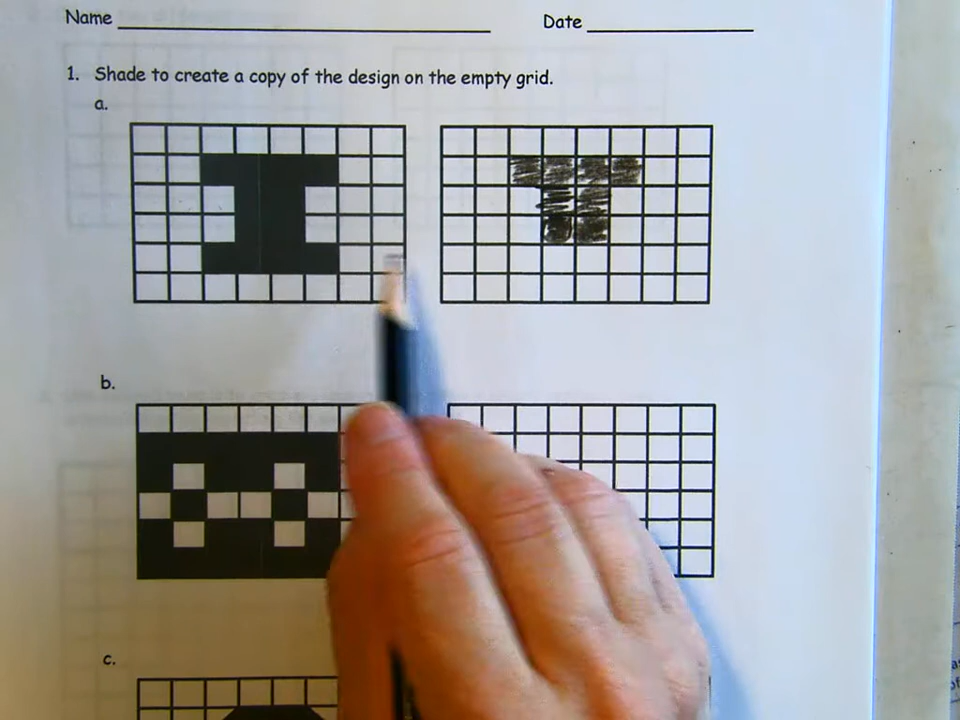 Name Date
1. Shade to create a copy of the design on the empty grid.
a.
b.
c.